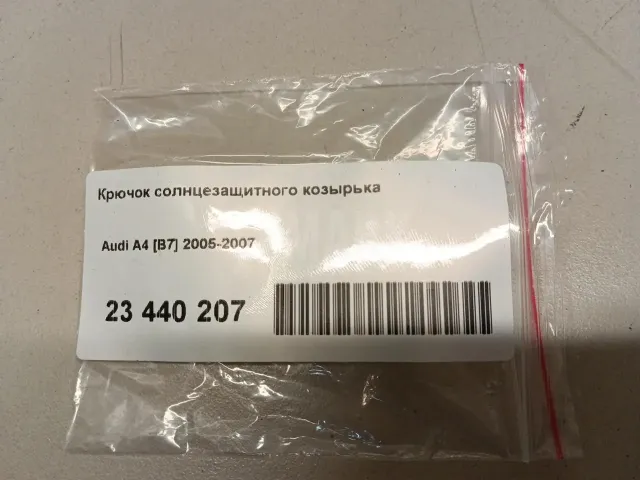 Крючок солнцезащитного козырька
Audi A4 [B7] 2005-2007
23 440 207